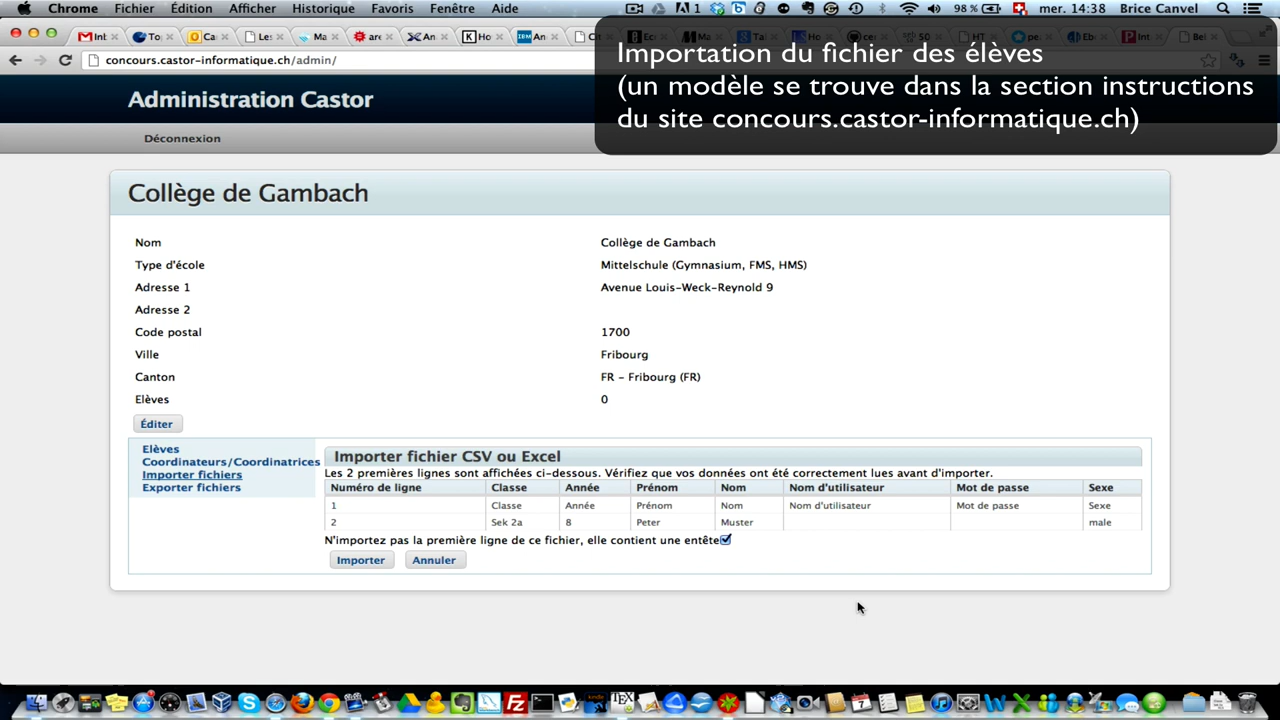 Chrome Fichier Édition Afficher Historique Favoris Fenêtre Aide 98 % mer. 14:38 Brice Canvel
concours.castor-informatique.ch/admin/
Importation du fichier des élèves
(un modèle se trouve dans la section instructions
du site concours.castor-informatique.ch)
Administration Castor
Déconnexion
Collège de Gambach
Nom Collège de Gambach
Type d'école Mittelschule (Gymnasium, FMS, HMS)
Adresse 1 Avenue Louis-Weck-Reynold 9
Adresse 2
Code postal 1700
Ville Fribourg
Canton FR - Fribourg (FR)
Elèves 0
Éditer
Elèves
Coordinateurs/Coordinatrices
Importer fichiers
Exporter fichiers
Importer fichier CSV ou Excel
Les 2 premières lignes sont affichées ci-dessous. Vérifiez que vos données ont été correctement lues avant d'importer.
Numéro de ligne Classe Année Prénom Nom Nom d'utilisateur Mot de passe Sexe
1 Classe Année Prénom Nom Nom d'utilisateur Mot de passe Sexe
2 Sek 2a 8 Peter Muster male
N'importez pas la première ligne de ce fichier, elle contient une entête
Importer Annuler